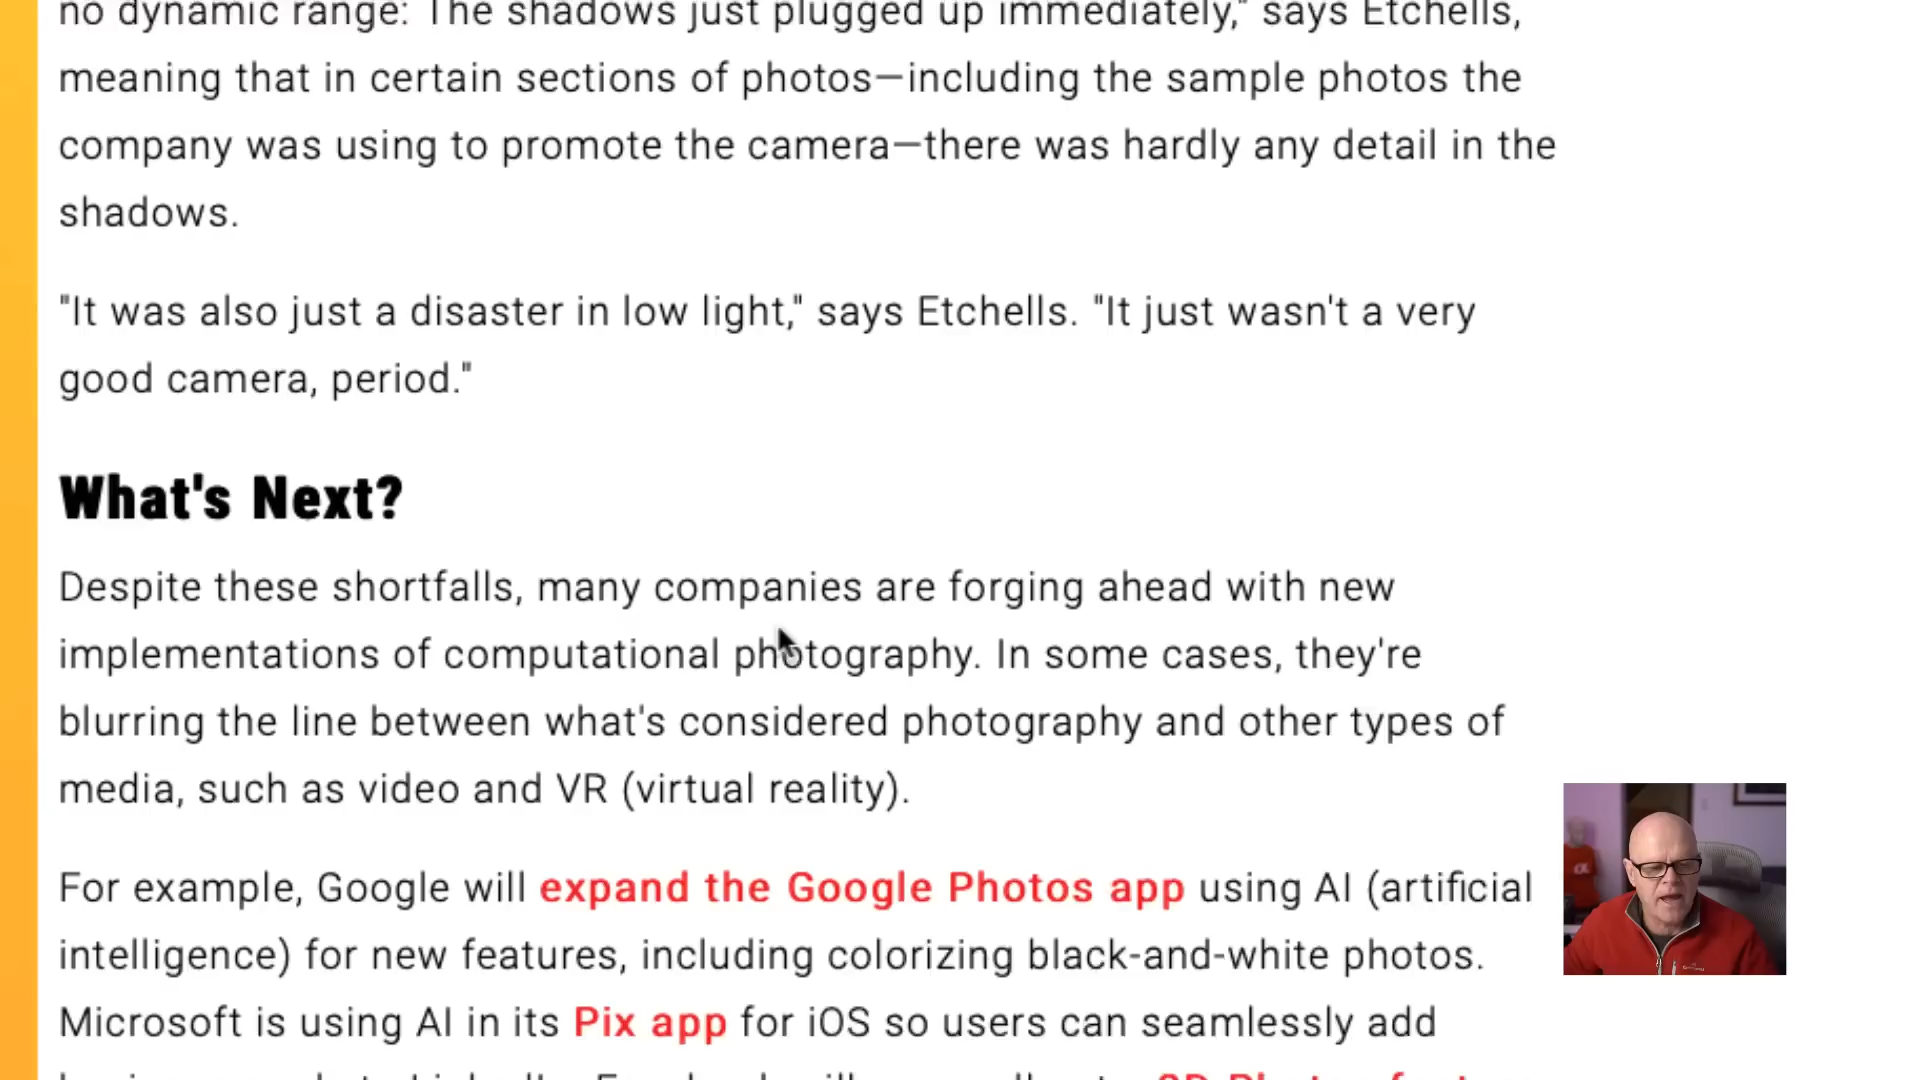 no dynamic range: The shadows just plugged up immediately," says Etchells,
meaning that in certain sections of photos—including the sample photos the
company was using to promote the camera—there was hardly any detail in the
shadows.
"It was also just a disaster in low light," says Etchells. "It just wasn't a very
good camera, period."
What's Next?
Despite these shortfalls, many companies are forging ahead with new
implementations of computational photography. In some cases, they're
blurring the line between what's considered photography and other types of
media, such as video and VR (virtual reality).
For example, Google will expand the Google Photos app using AI (artificial
intelligence) for new features, including colorizing black-and-white photos.
Microsoft is using AI in its Pix app for iOS so users can seamlessly add